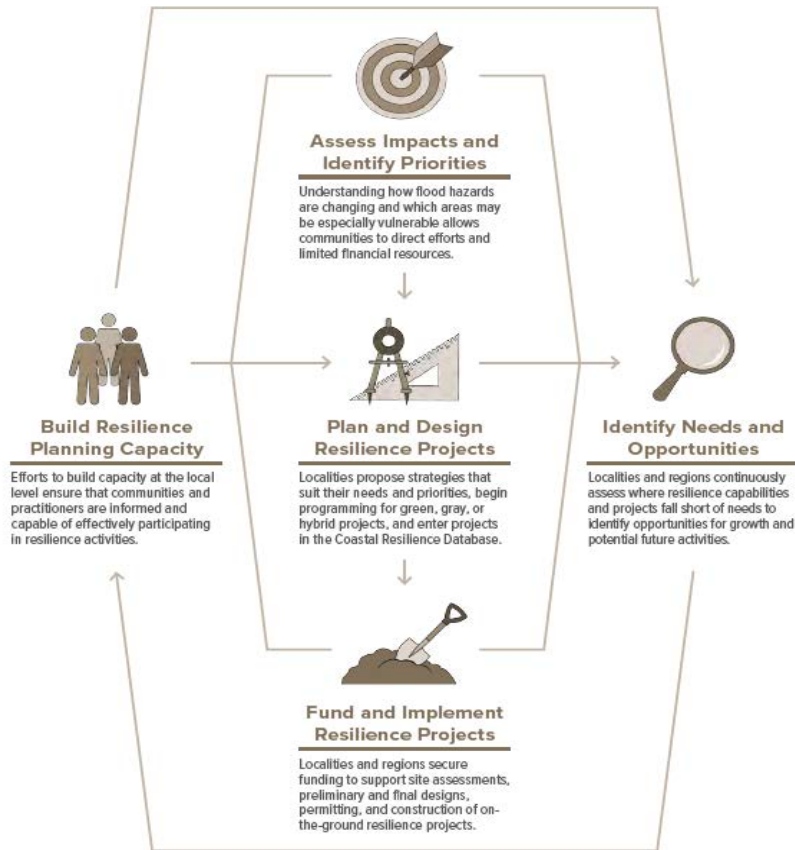 Assess Impacts and
Identify Priorities
Understanding how flood hazards
are changing and which areas may
be especially vulnerable allows
communities to direct efforts and
limited financial resources.
Build Resilience
Planning Capacity
Efforts to build capacity at the local
level ensure that communities and
practitioners are informed and
capable of effectively participating
in resilience activities.
Plan and Design
Resilience Projects
Localities propose strategies that
suit their needs and priorities, begin
programming for green, gray, or
hybrid projects, and enter projects
in the Coastal Resilience Database.
Identify Needs and
Opportunities
Localities and regions continuously
assess where resilience capabilities
and projects fall short of needs to
identify opportunities for growth and
potential future activities.
Fund and Implement
Resilience Projects
Localities and regions secure
funding to support site assessments,
preliminary and final designs,
permitting, and construction of on-
the-ground resilience projects.